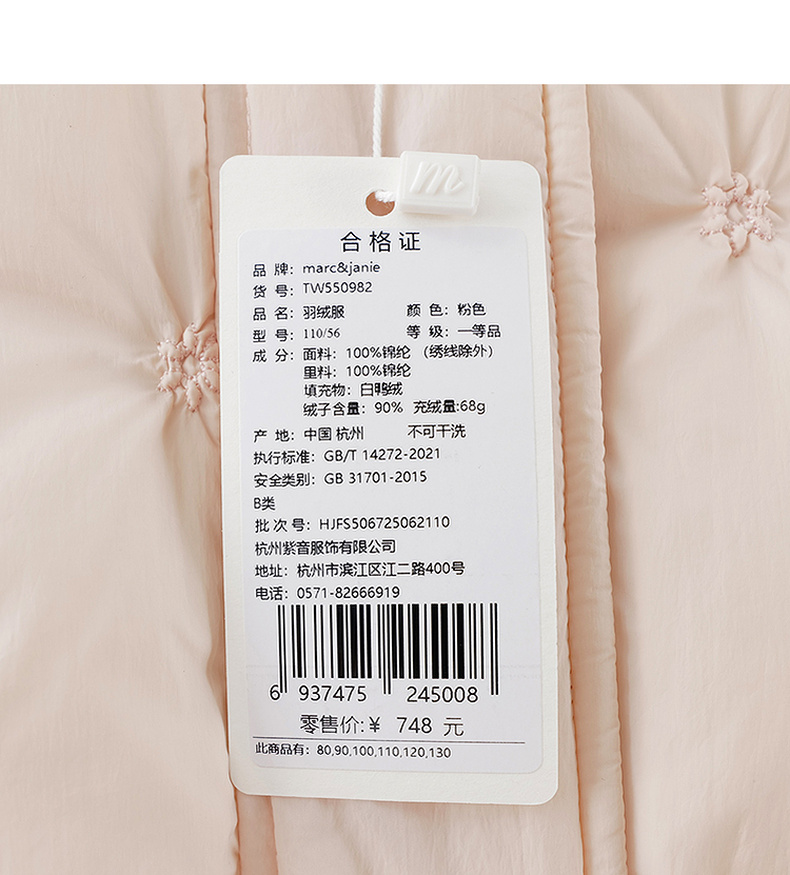 m
合格证
品 牌：marc&janie
货 号：TW550982
品 名：羽绒服 颜 色：粉色
型 号：110/56 等 级：一等品
成 分：面料：100%锦纶 （绣线除外）
里料：100%锦纶
填充物：白鸭绒
绒子含量：90% 充绒量:68g
产 地：中国 杭州 不可干洗
执行标准：GB/T 14272-2021
安全类别：GB 31701-2015
B类
批 次 号：HJFS506725062110
杭州紫音服饰有限公司
地址：杭州市滨江区江二路400号
电话：0571-82666919
6 937475 245008
零售价:¥ 748 元
此商品有：80,90,100,110,120,130